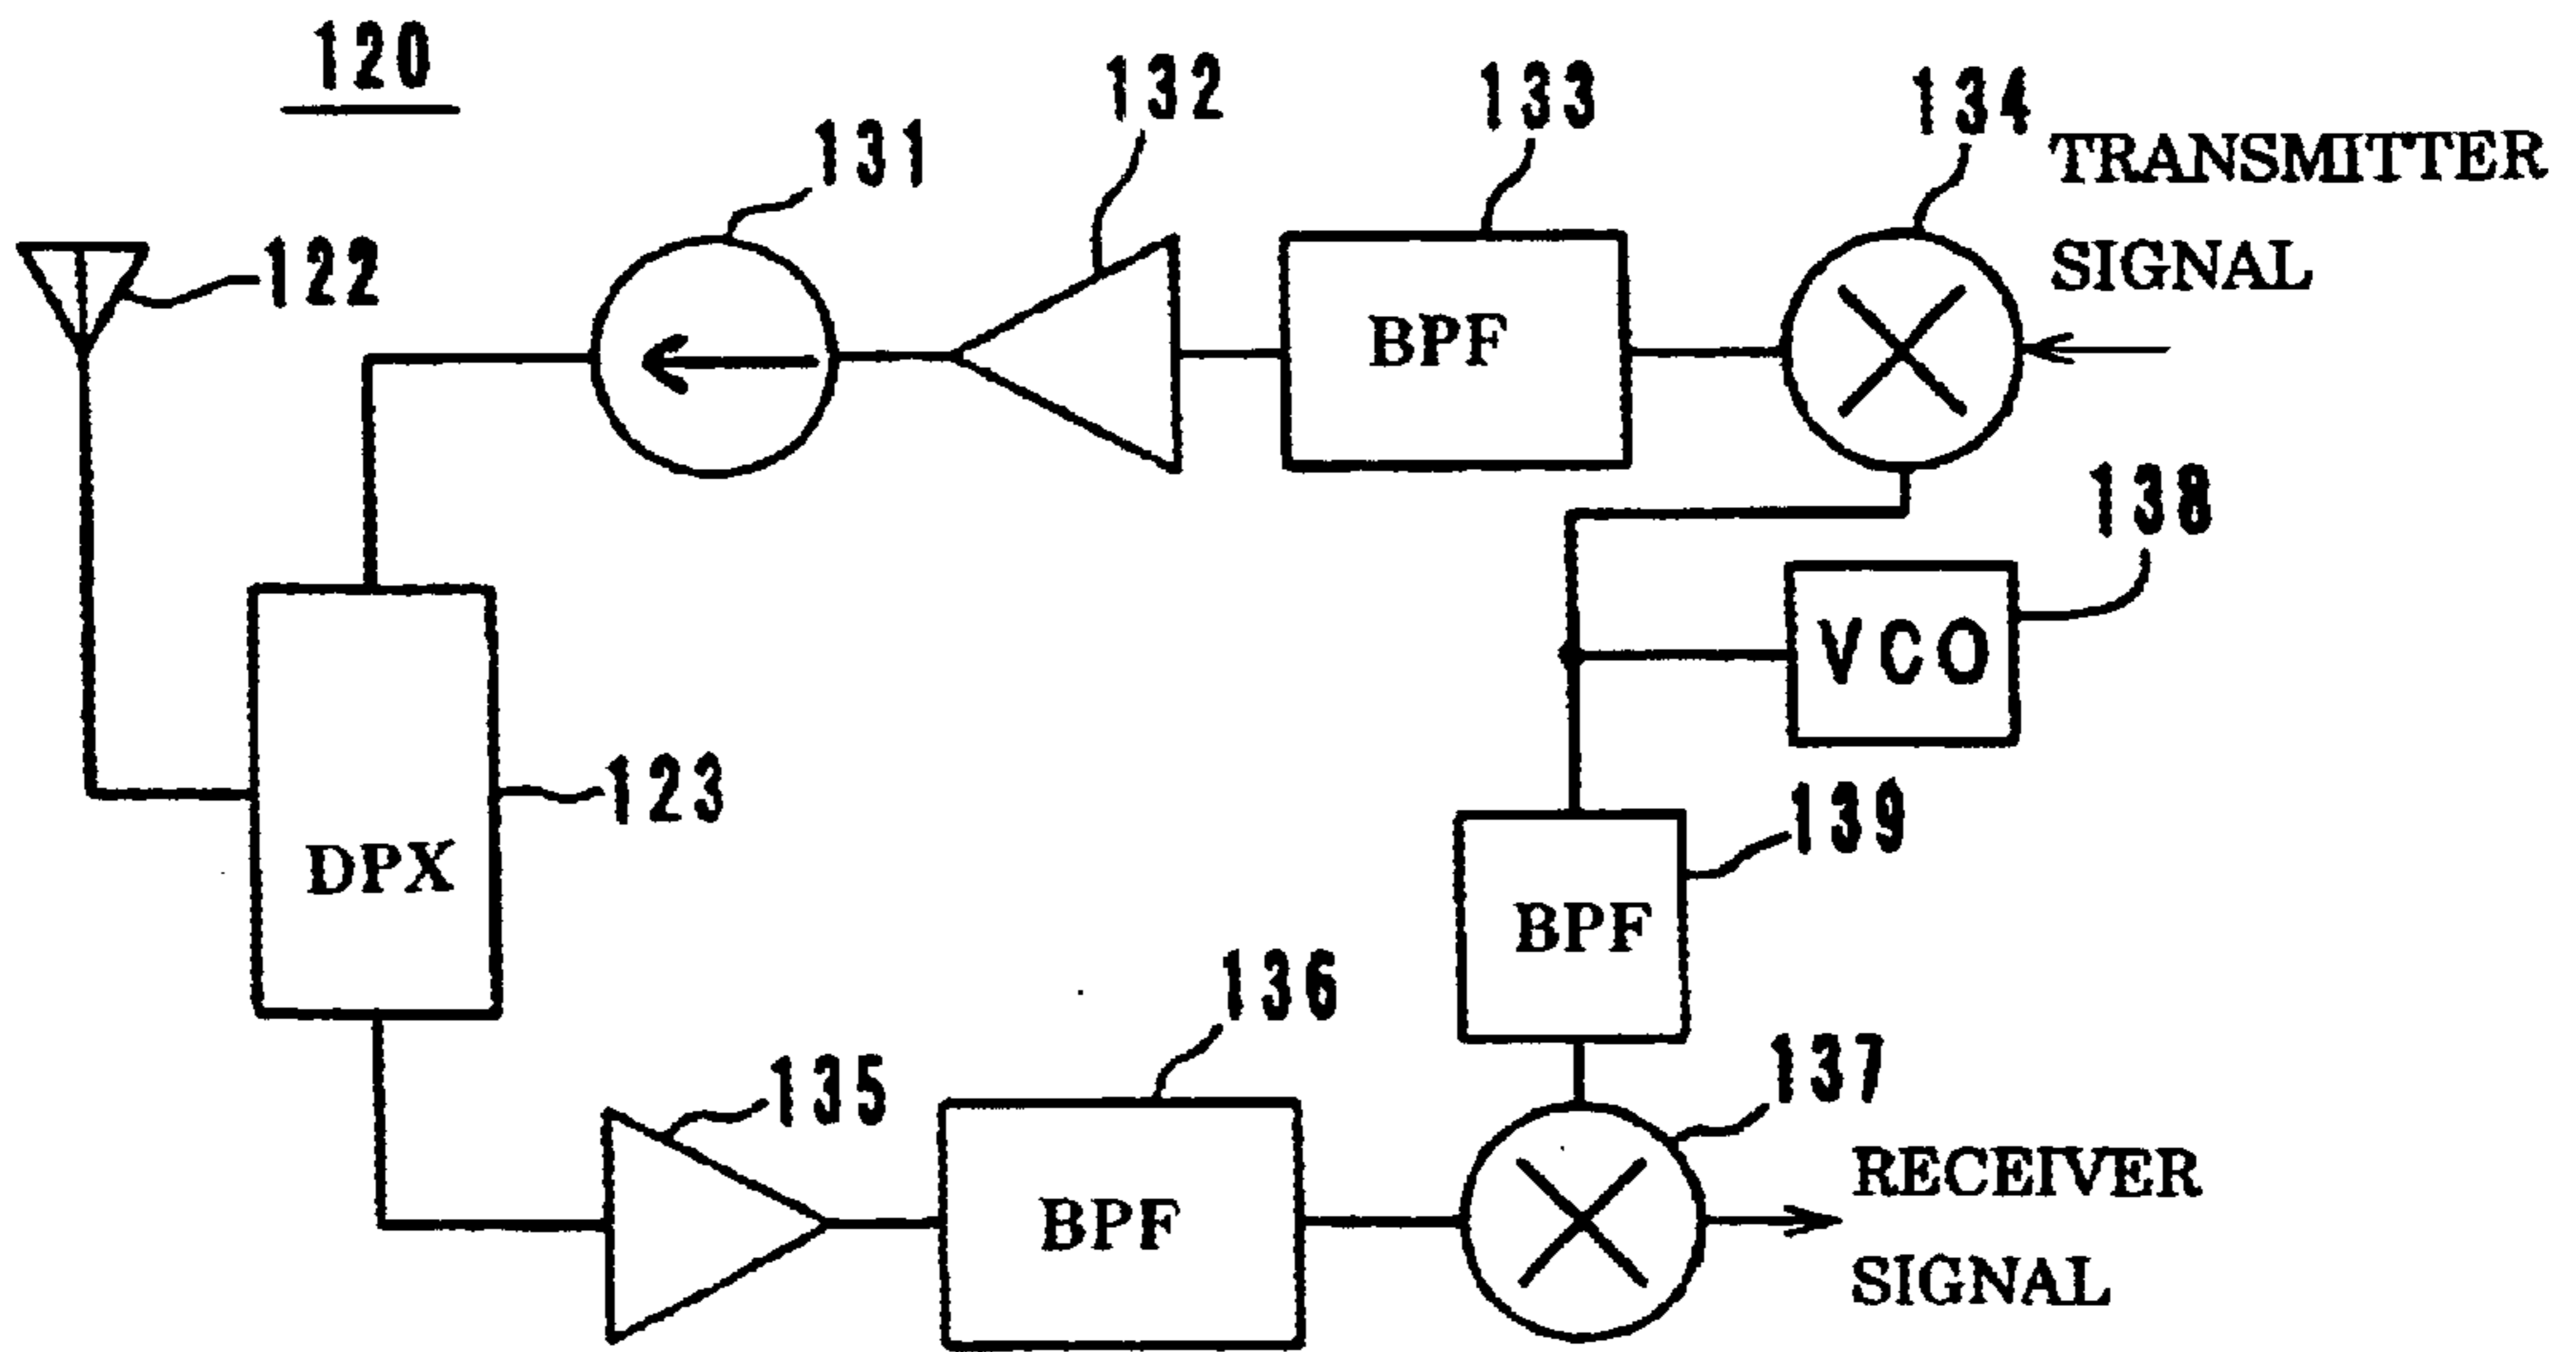 120
132
133
134
131
TRANSMITTER
SIGNAL
122
BPF
138
VCO
123
139
DPX
BPF
136
135
137
BPF
RECEIVER
SIGNAL